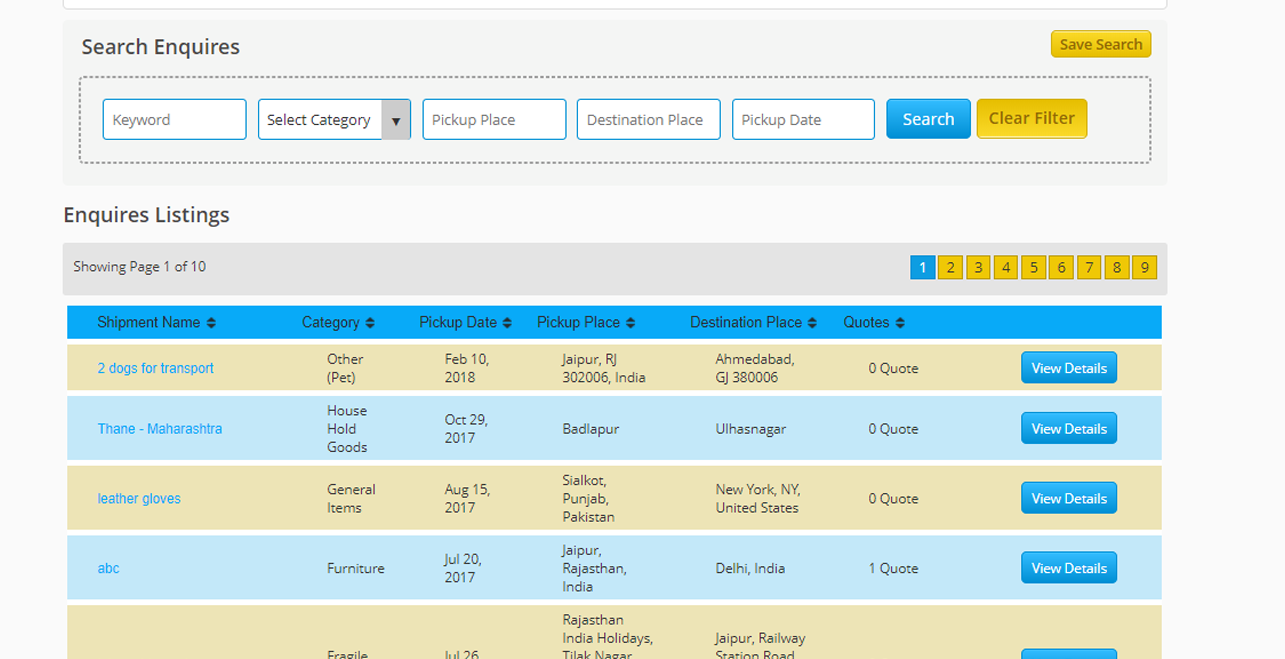 Search Enquires
Save Search
Keyword Select Category ▼ Pickup Place Destination Place Pickup Date Search Clear Filter
Enquires Listings
Showing Page 1 of 10 1 2 3 4 5 6 7 8 9
Shipment Name Category Pickup Date Pickup Place Destination Place Quotes
2 dogs for transport
Other
(Pet)
Feb 10,
2018
Jaipur, RJ
302006, India
Ahmedabad,
GJ 380006
0 Quote
View Details
Thane - Maharashtra
House
Hold
Goods
Oct 29,
2017
Badlapur
Ulhasnagar
0 Quote
View Details
leather gloves
General
Items
Aug 15,
2017
Sialkot,
Punjab,
Pakistan
New York, NY,
United States
0 Quote
View Details
abc
Furniture
Jul 20,
2017
Jaipur,
Rajasthan,
India
Delhi, India
1 Quote
View Details
Fragile
Jul 26
Rajasthan
India Holidays,
Tilak Nagar
Jaipur, Railway
Station Road